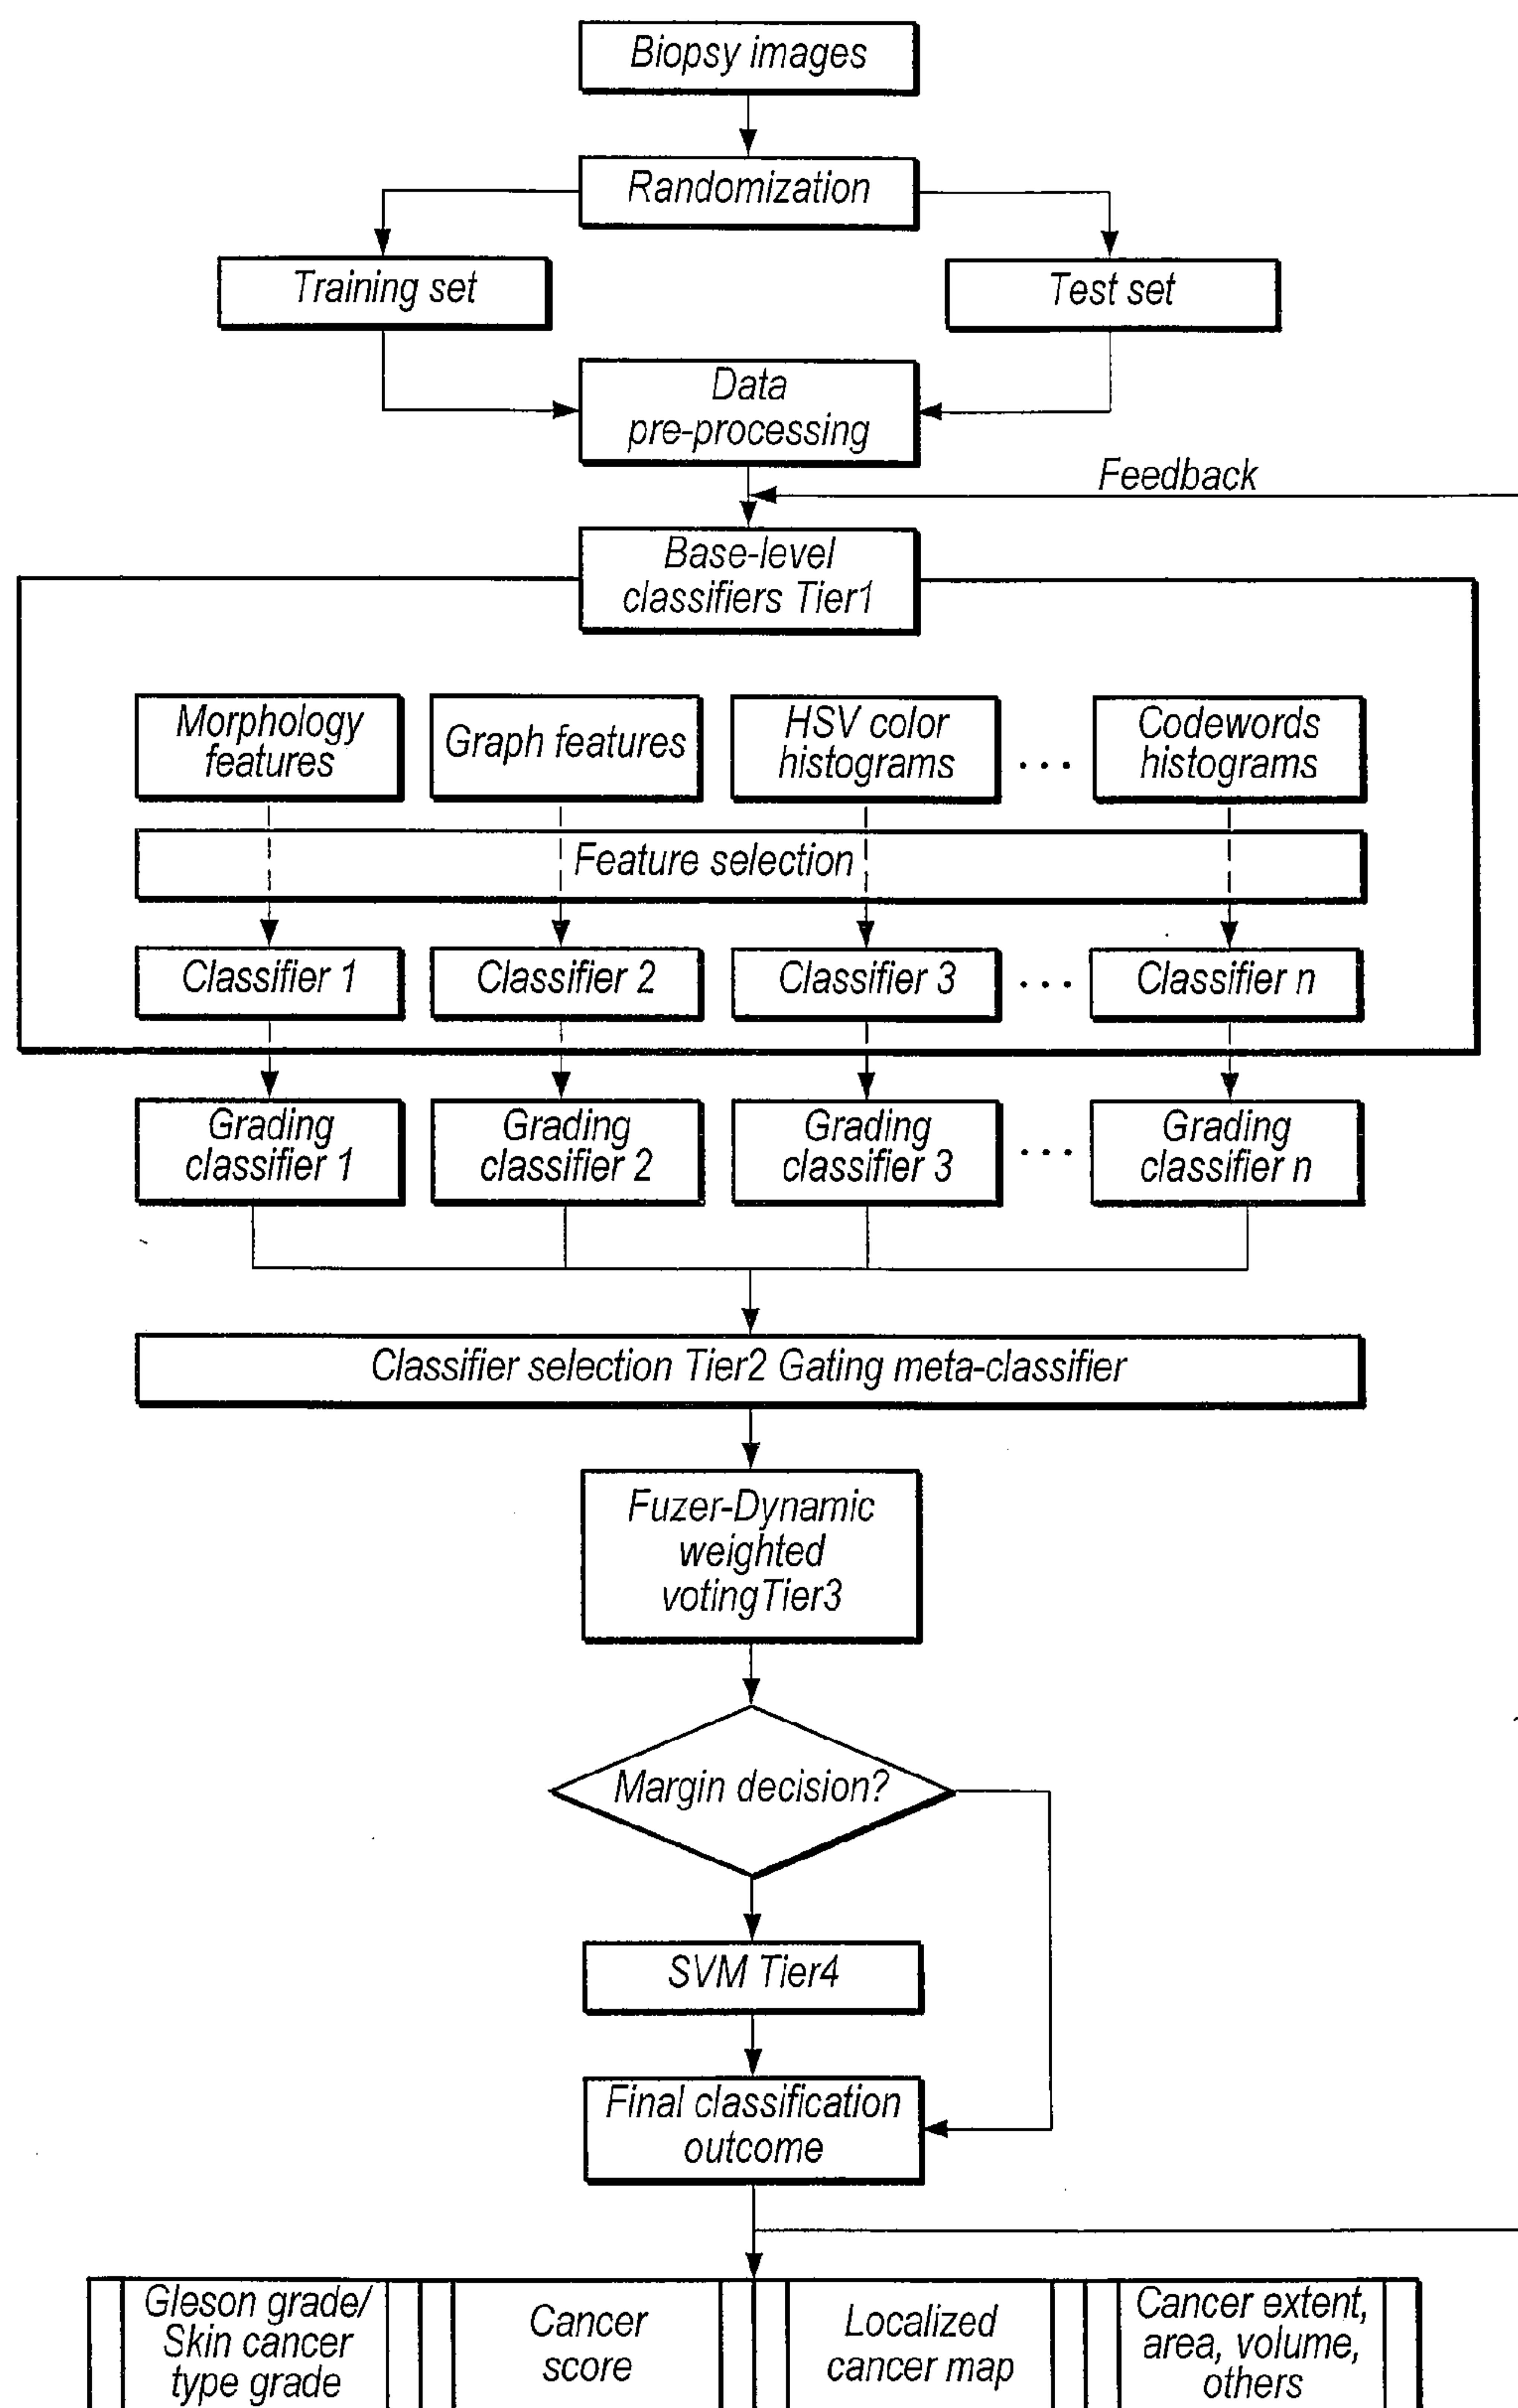 Biopsy images
Randomization
Training set
Test set
Data
pre-processing
Feedback
Base-level
classifiers Tier1
Morphology
features
Graph features
HSV color
histograms
...
Codewords
histograms
Feature selection
Classifier 1
Classifier 2
Classifier 3
...
Classifier n
Grading
classifier 1
Grading
classifier 2
Grading
classifier 3
...
Grading
classifier n
Classifier selection Tier2 Gating meta-classifier
Fuzer-Dynamic
weighted
votingTier3
Margin decision?
SVM Tier4
Final classification
outcome
Gleson grade/
Skin cancer
type grade
Cancer
score
Localized
cancer map
Cancer extent,
area, volume,
others